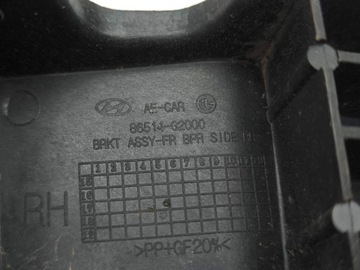 AE-CAR
86514-G2000
BRKT ASSY-FR BPR SIDE
1 2 3 4 5 6 7 8 9 10 11 12
RH
>PP+GF20%<